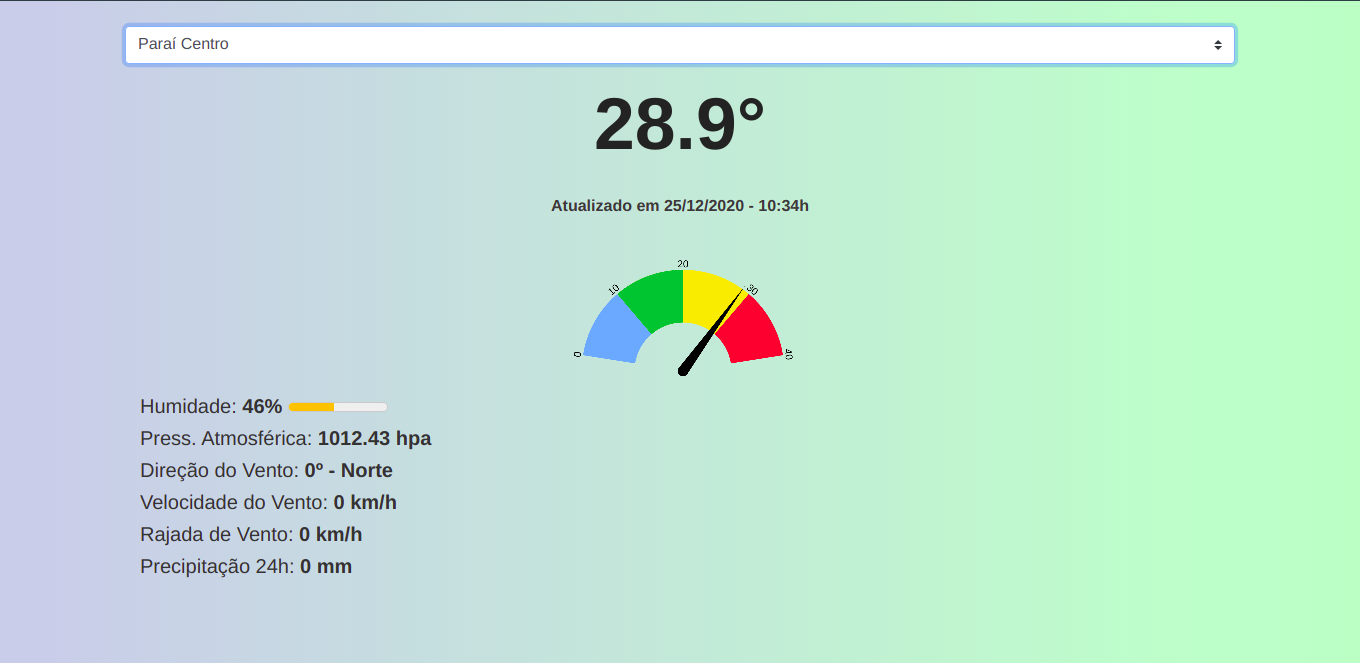 Paraí Centro
28.9°
Atualizado em 25/12/2020 - 10:34h
0
10
20
30
40
Humidade: 46%
Press. Atmosférica: 1012.43 hpa
Direção do Vento: 0º - Norte
Velocidade do Vento: 0 km/h
Rajada de Vento: 0 km/h
Precipitação 24h: 0 mm